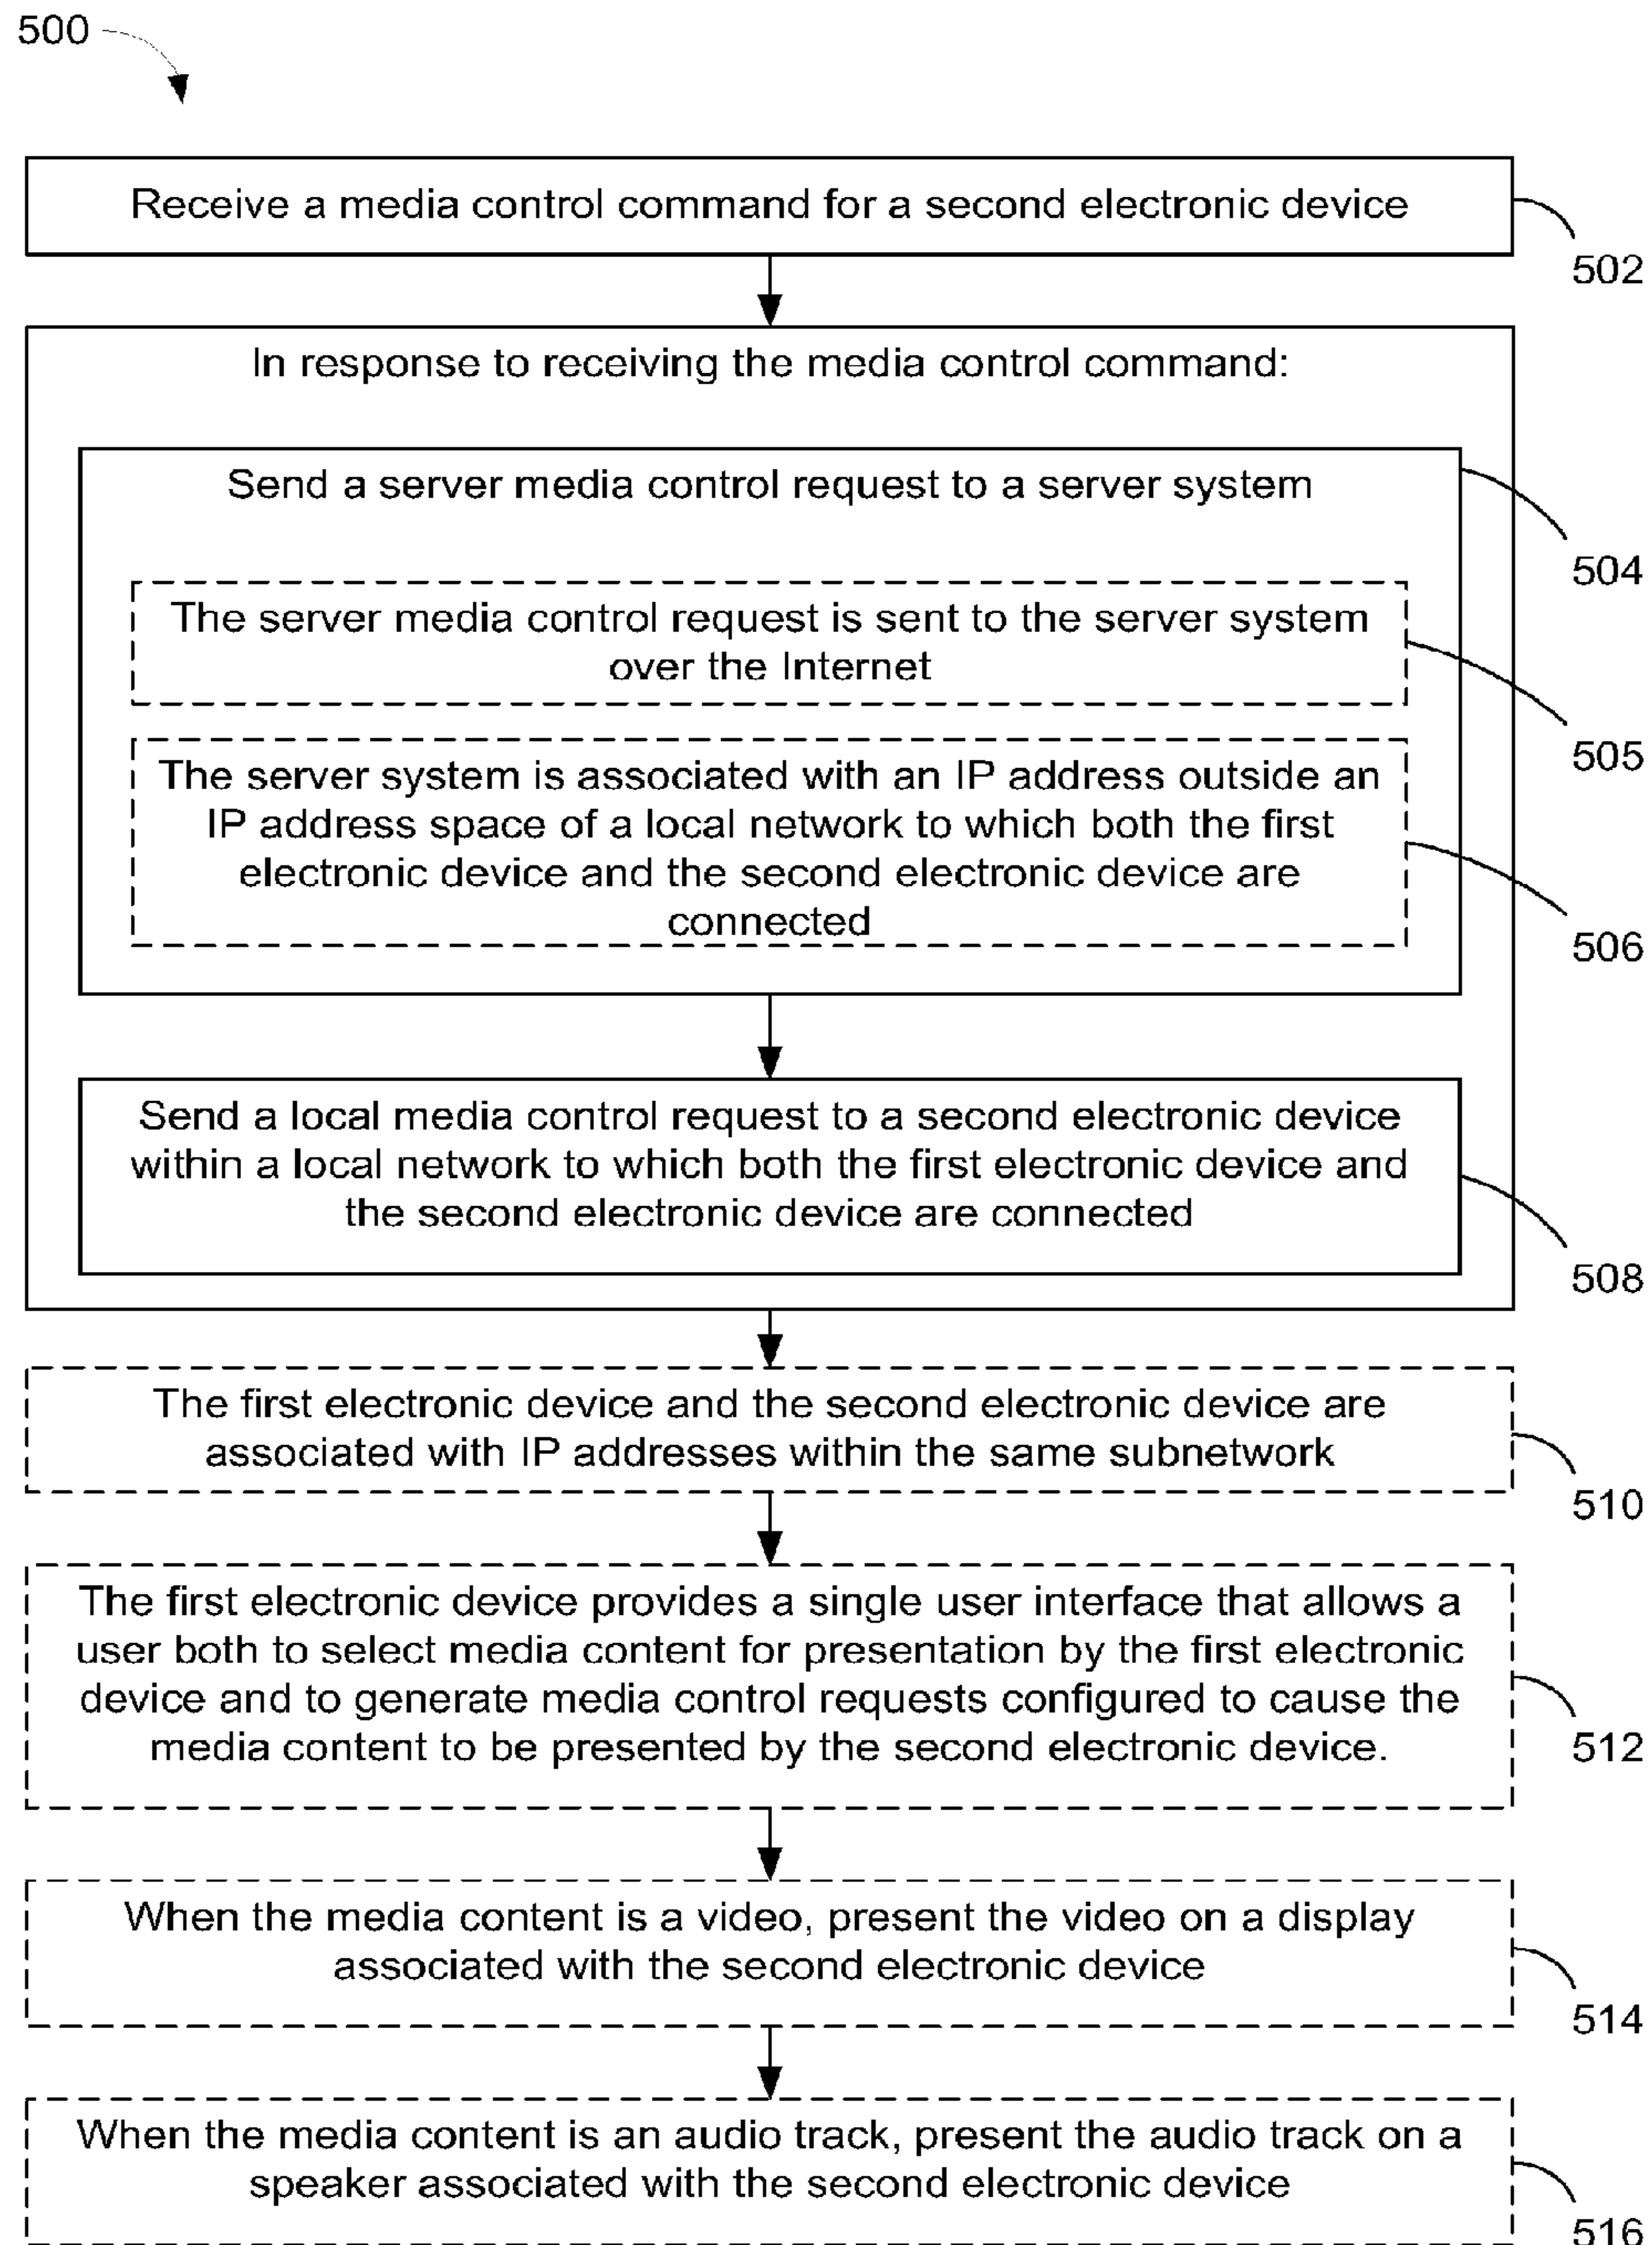 500
Receive a media control command for a second electronic device
502
In response to receiving the media control command:
Send a server media control request to a server system
504
The server media control request is sent to the server system
over the Internet
505
The server system is associated with an IP address outside an
IP address space of a local network to which both the first
electronic device and the second electronic device are
connected
506
Send a local media control request to a second electronic device
within a local network to which both the first electronic device and
the second electronic device are connected
508
The first electronic device and the second electronic device are
associated with IP addresses within the same subnetwork
510
The first electronic device provides a single user interface that allows a
user both to select media content for presentation by the first electronic
device and to generate media control requests configured to cause the
media content to be presented by the second electronic device.
512
When the media content is a video, present the video on a display
associated with the second electronic device
514
When the media content is an audio track, present the audio track on a
speaker associated with the second electronic device
516